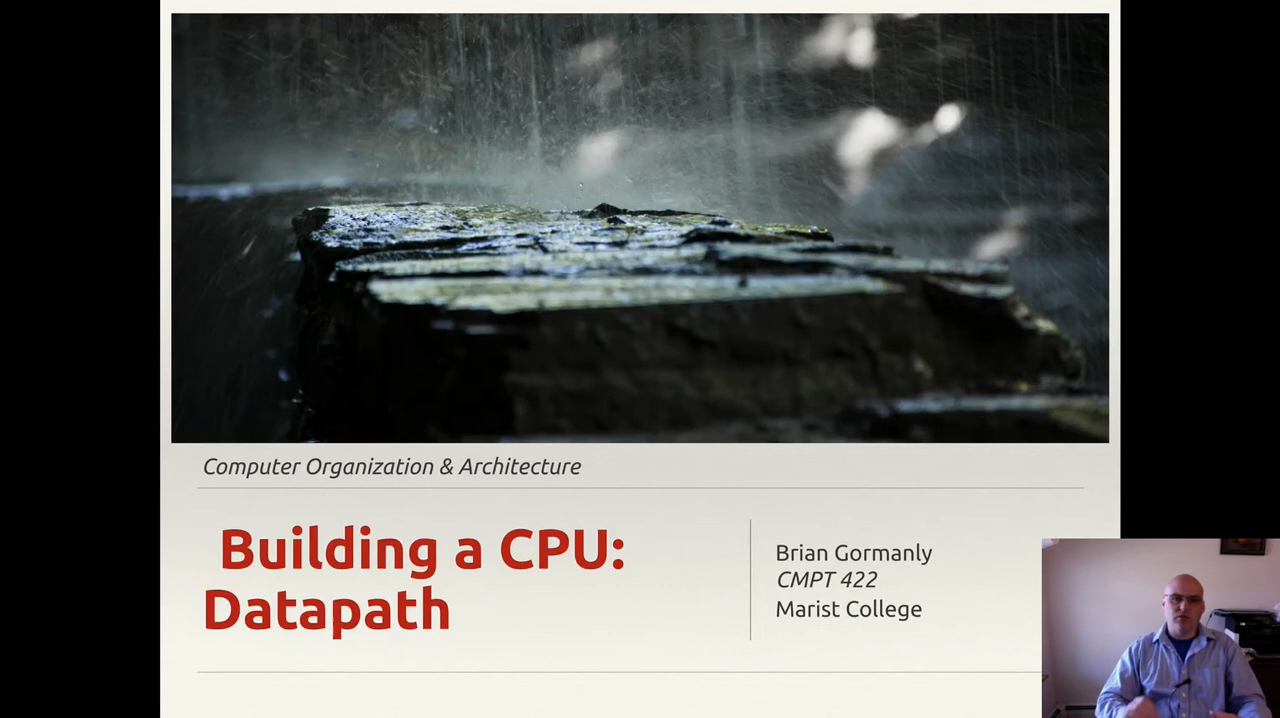 Computer Organization & Architecture
Building a CPU:
Datapath
Brian Gormanly
CMPT 422
Marist College